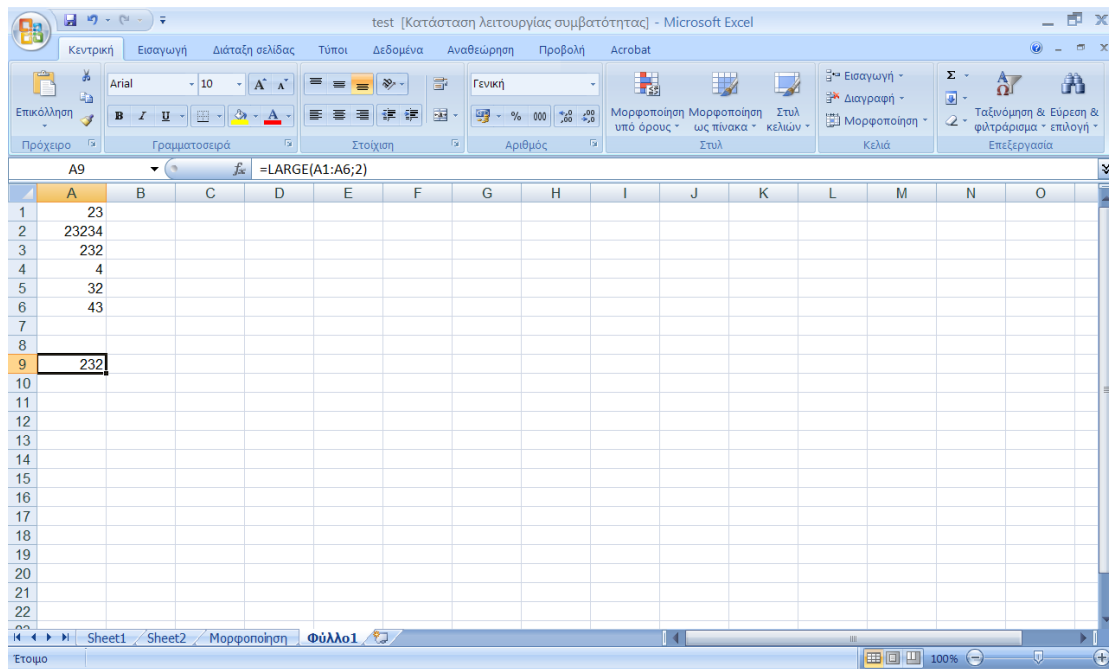 test [Κατάσταση λειτουργίας συμβατότητας] - Microsoft Excel
Κεντρική Εισαγωγή Διάταξη σελίδας Τύποι Δεδομένα Αναθεώρηση Προβολή Acrobat
Επικόλληση
Arial 10
Γενική
B I U
% 000
Μορφοποίηση υπό όρους
Μορφοποίηση ως πίνακα
Στυλ κελιών
Εισαγωγή
Διαγραφή
Μορφοποίηση
Σ
Ταξινόμηση & φιλτράρισμα
Εύρεση & επιλογή
Πρόχειρο Γραμματοσειρά Στοίχιση Αριθμός Στυλ Κελιά Επεξεργασία
A9 fx =LARGE(A1:A6;2)
A B C D E F G H I J K L M N O
1 23
2 23234
3 232
4 4
5 32
6 43
7
8
9 232
10
11
12
13
14
15
16
17
18
19
20
21
22
Sheet1 Sheet2 Μορφοποίηση Φύλλο1
Έτοιμο 100%